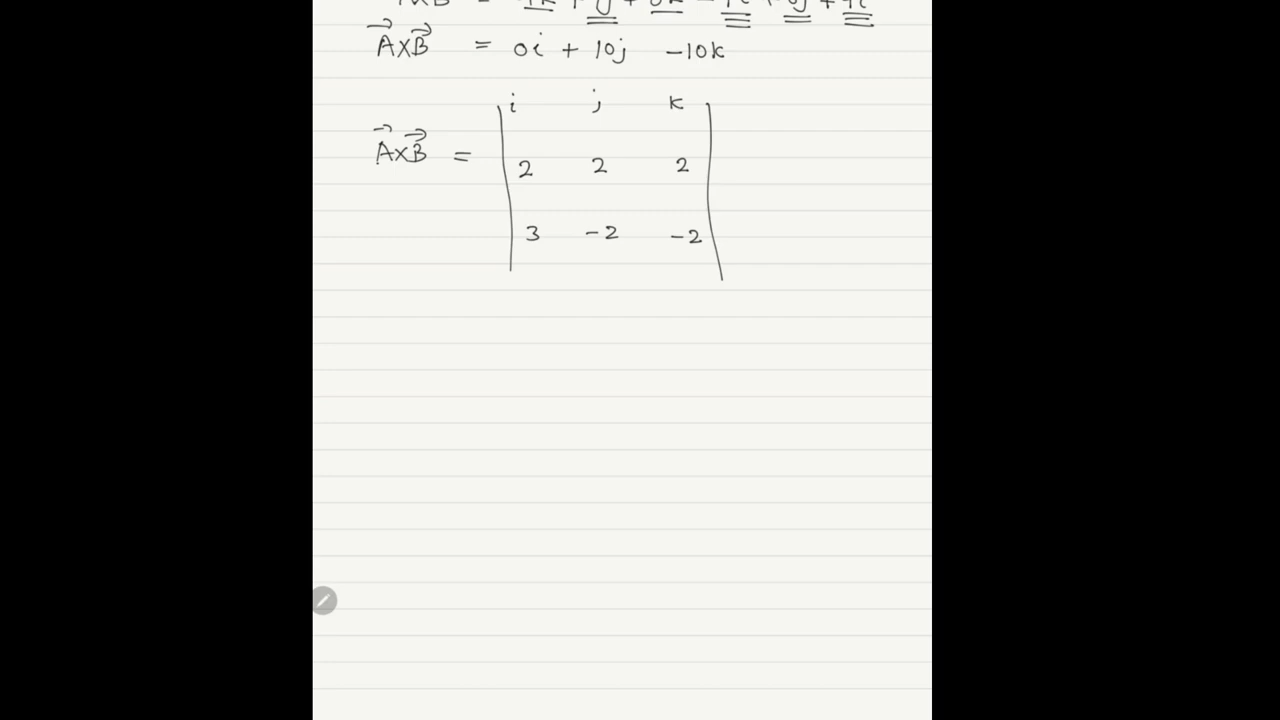 A×B = 0i + 10j -10k
i j k
A×B =
2 2 2
3 -2 -2